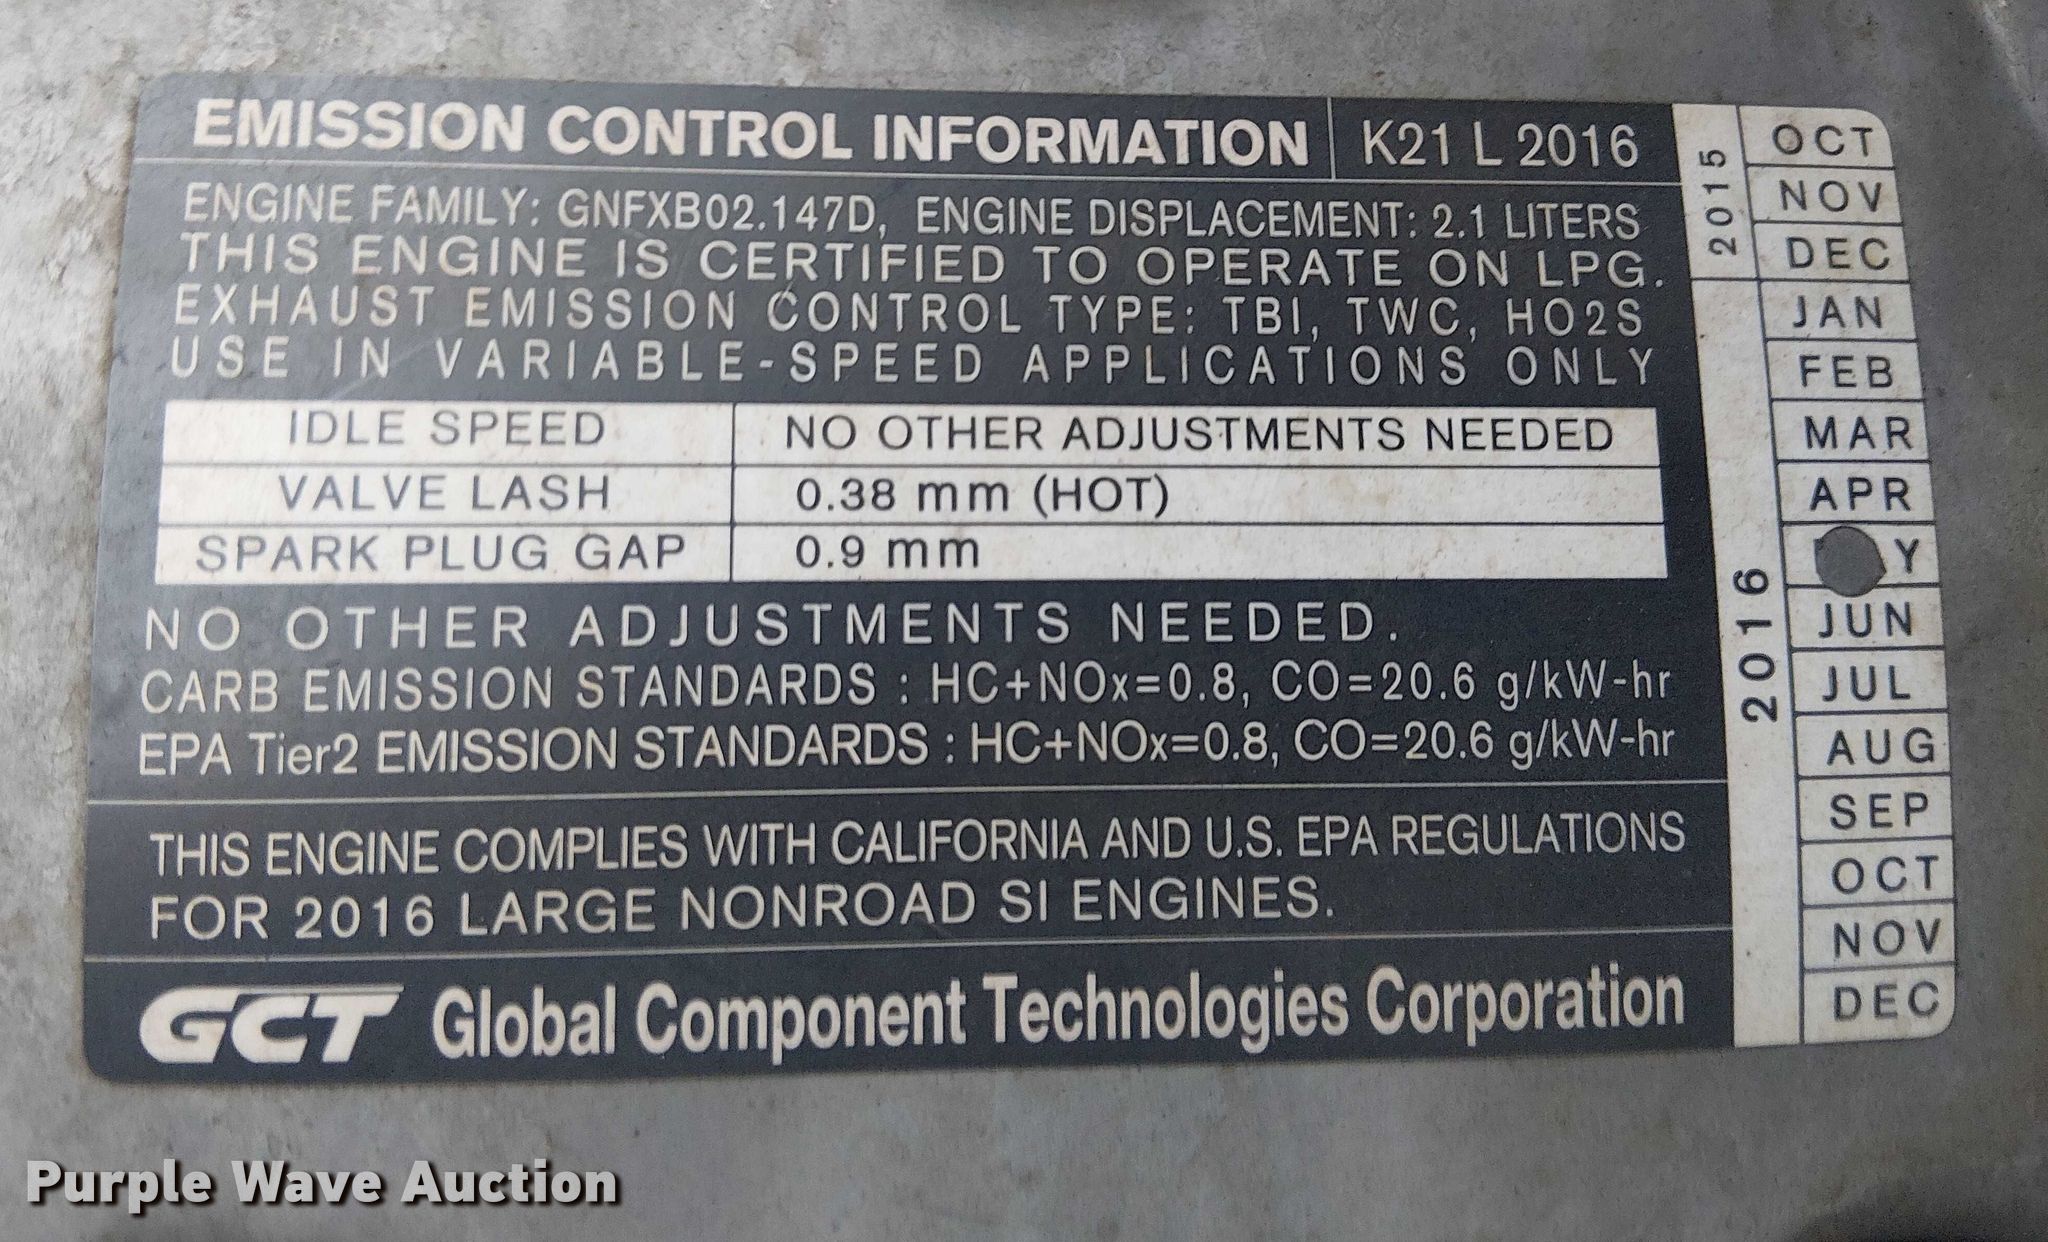 EMISSION CONTROL INFORMATION K21 L 2016
ENGINE FAMILY: GNFXB02.147D, ENGINE DISPLACEMENT: 2.1 LITERS
THIS ENGINE IS CERTIFIED TO OPERATE ON LPG.
EXHAUST EMISSION CONTROL TYPE: TBI, TWC, HO2S
USE IN VARIABLE-SPEED APPLICATIONS ONLY
IDLE SPEED NO OTHER ADJUSTMENTS NEEDED
VALVE LASH 0.38 mm (HOT)
SPARK PLUG GAP 0.9 mm
NO OTHER ADJUSTMENTS NEEDED.
CARB EMISSION STANDARDS : HC+NOx=0.8, CO=20.6 g/kW-hr
EPA Tier2 EMISSION STANDARDS : HC+NOx=0.8, CO=20.6 g/kW-hr
THIS ENGINE COMPLIES WITH CALIFORNIA AND U.S. EPA REGULATIONS
FOR 2016 LARGE NONROAD SI ENGINES.
GCT Global Component Technologies Corporation
2015
OCT
NOV
DEC
2016
JAN
FEB
MAR
APR
JUN
JUL
AUG
SEP
OCT
NOV
DEC
Purple Wave Auction